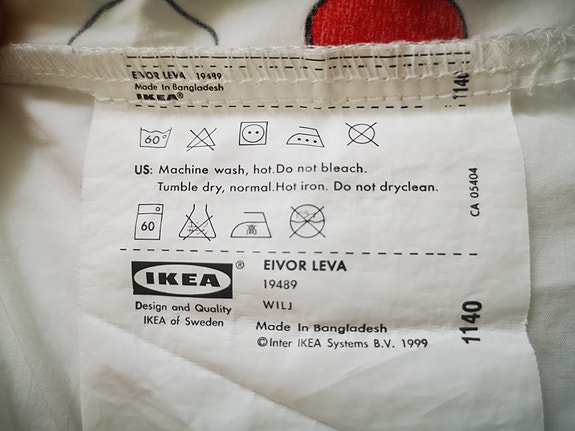 EIVOR LEVA 19489
Made in Bangladesh
IKEA®
1140
60°
US: Machine wash, hot.Do not bleach.
Tumble dry, normal.Hot iron. Do not dryclean.
CA 05404
60
高
IKEA®
Design and Quality
IKEA of Sweden
EIVOR LEVA
19489
WILJ
Made in Bangladesh
©Inter IKEA Systems B.V. 1999
1140